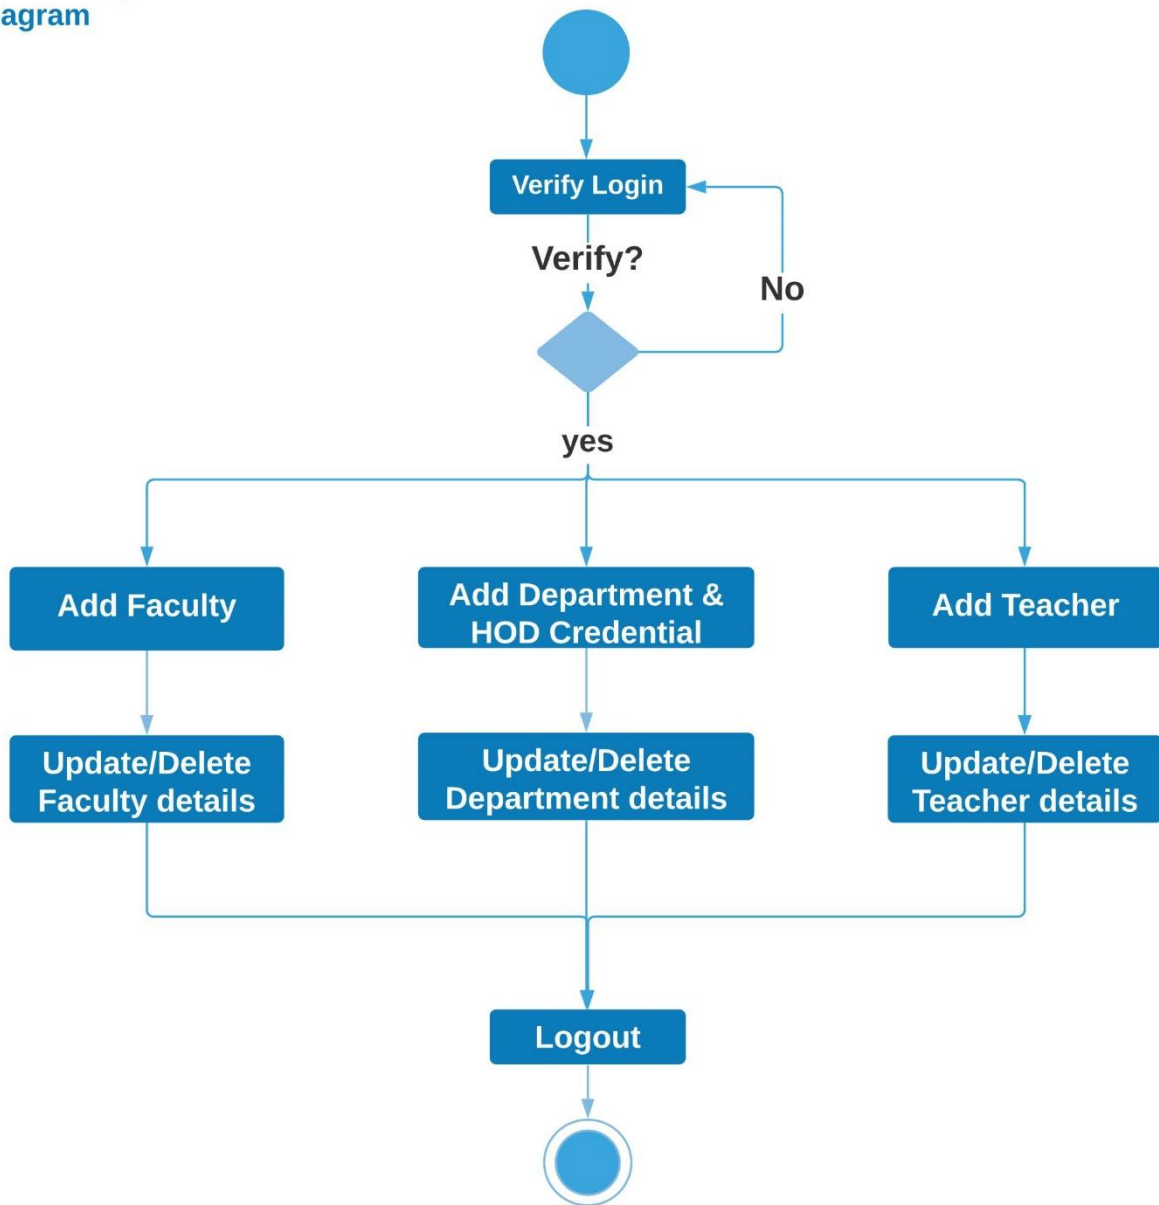 agram
Verify Login
Verify?
No
yes
Add Faculty
Add Department &
HOD Credential
Add Teacher
Update/Delete
Faculty details
Update/Delete
Department details
Update/Delete
Teacher details
Logout